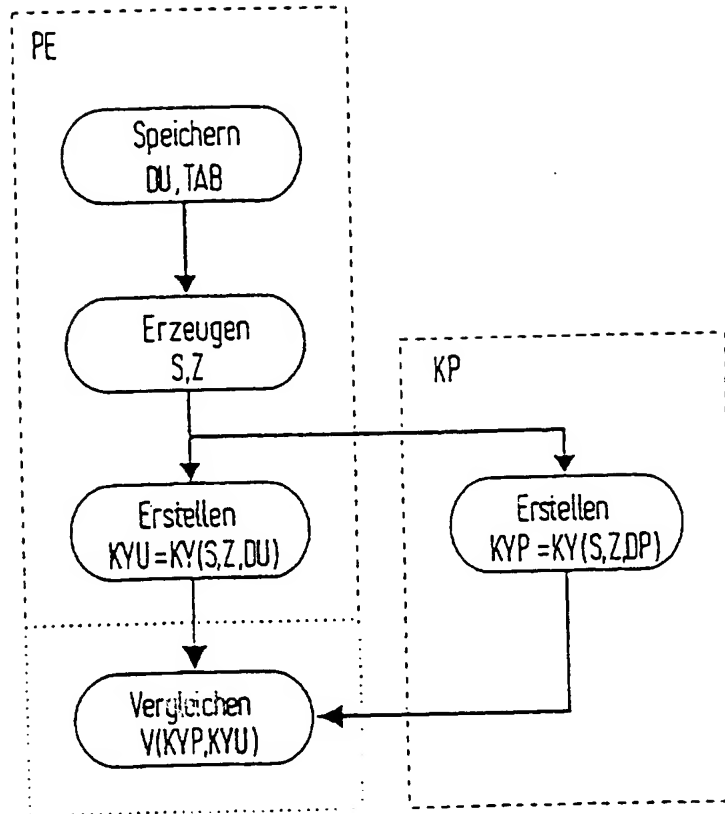 PE
Speichern
DU, TAB
Erzeugen
S,Z
KP
Erstellen
KYU=KY(S,Z,DU)
Erstellen
KYP=KY(S,Z,DP)
Vergleichen
V(KYP,KYU)